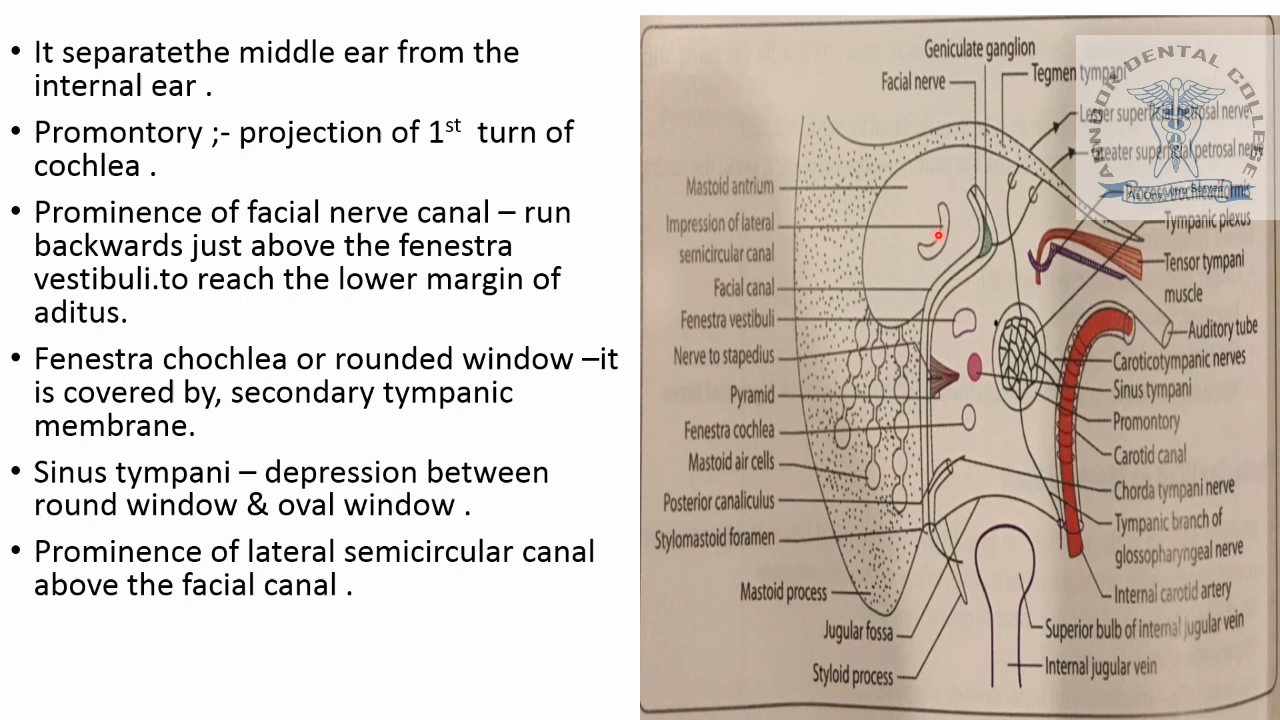 • It separatethe middle ear from the
internal ear .
• Promontory ;- projection of 1st turn of
cochlea .
• Prominence of facial nerve canal – run
backwards just above the fenestra
vestibuli.to reach the lower margin of
aditus.
• Fenestra chochlea or rounded window –it
is covered by, secondary tympanic
membrane.
• Sinus tympani – depression between
round window & oval window .
• Prominence of lateral semicircular canal
above the facial canal .
Geniculate ganglion
Facial nerve
Tegmen tympani
Lesser superficial petrosal nerve
Greater superficial petrosal nerve
Mastoid antrium
Impression of lateral
semicircular canal
Facial canal
Fenestra vestibuli
Nerve to stapedius
Pyramid
Fenestra cochlea
Mastoid air cells
Posterior canaliculus
Stylomastoid foramen
Mastoid process
Jugular fossa
Styloid process
Tympanic plexus
Tensor tympani
muscle
Auditory tube
Caroticotympanic nerves
Sinus tympani
Promontory
Carotid canal
Chorda tympani nerve
Tympanic branch of
glossopharyngeal nerve
Internal carotid artery
Superior bulb of internal jugular vein
Internal jugular vein
ANNOOR DENTAL COLLEGE
As One Who Serves